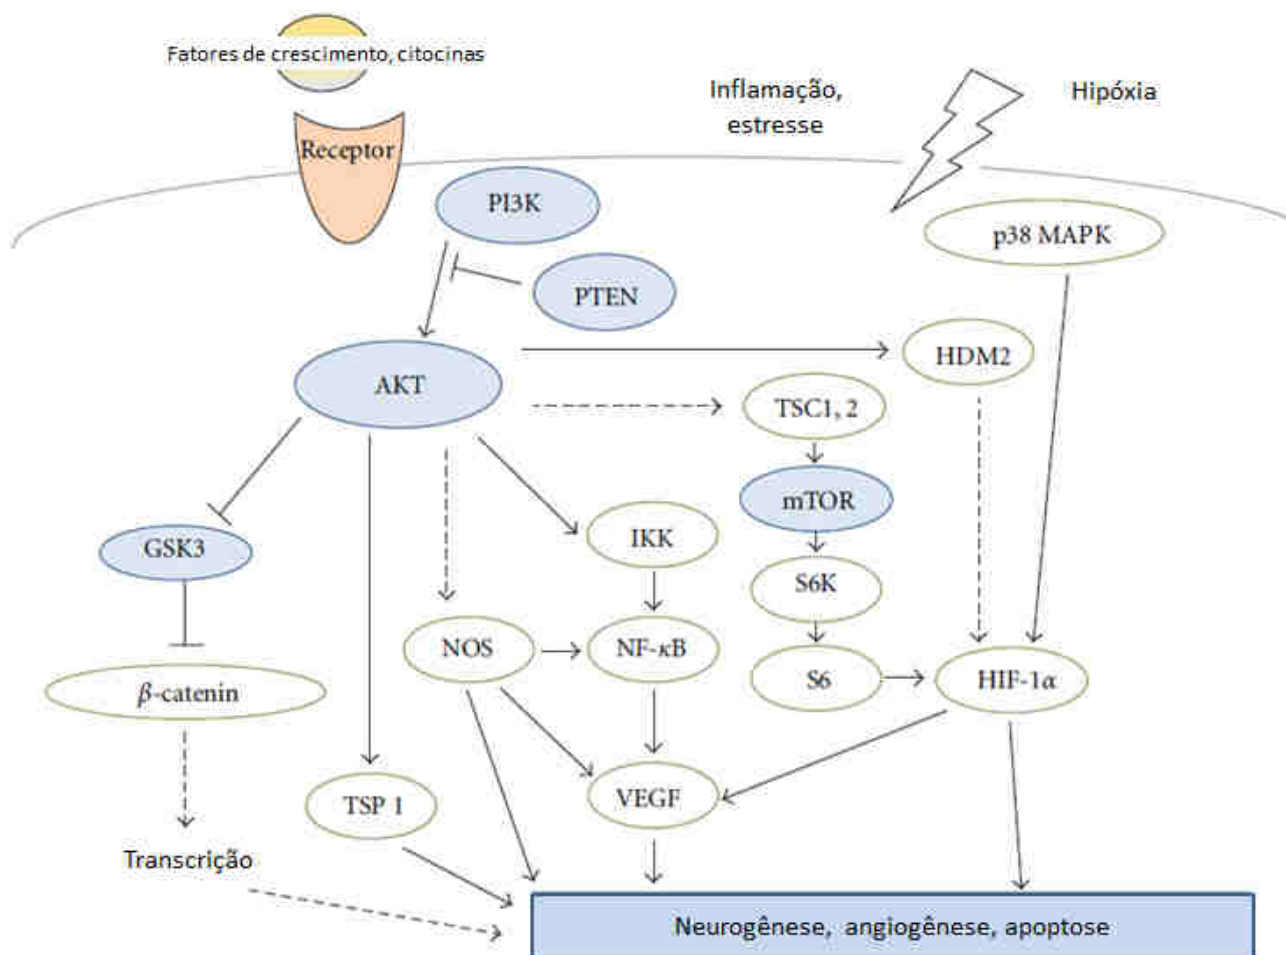 Fatores de crescimento, citocinas
Inflamação,
estresse
Hipóxia
Receptor
PI3K
p38 MAPK
PTEN
HDM2
AKT
TSC1, 2
mTOR
GSK3
IKK
S6K
NOS
NF-κB
S6
HIF-1α
β-catenin
TSP 1
VEGF
Transcrição
Neurogênese, angiogênese, apoptose